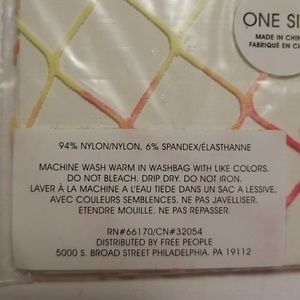 ONE SI
MADE IN CHIN
FABRIQUÉ EN CH
94% NYLON/NYLON, 6% SPANDEX/ÉLASTHANNE
MACHINE WASH WARM IN WASHBAG WITH LIKE COLORS.
DO NOT BLEACH. DRIP DRY. DO NOT IRON.
LAVER À LA MACHINE A L'EAU TIEDE DANS UN SAC A LESSIVE.
AVEC COULEURS SEMBLENCES. NE PAS JAVELLISER.
ETENDRE MOUILLE. NE PAS REPASSER.
RN#66170/CN#32054
DISTRIBUTED BY FREE PEOPLE
5000 S. BROAD STREET PHILADELPHIA. PA 19112